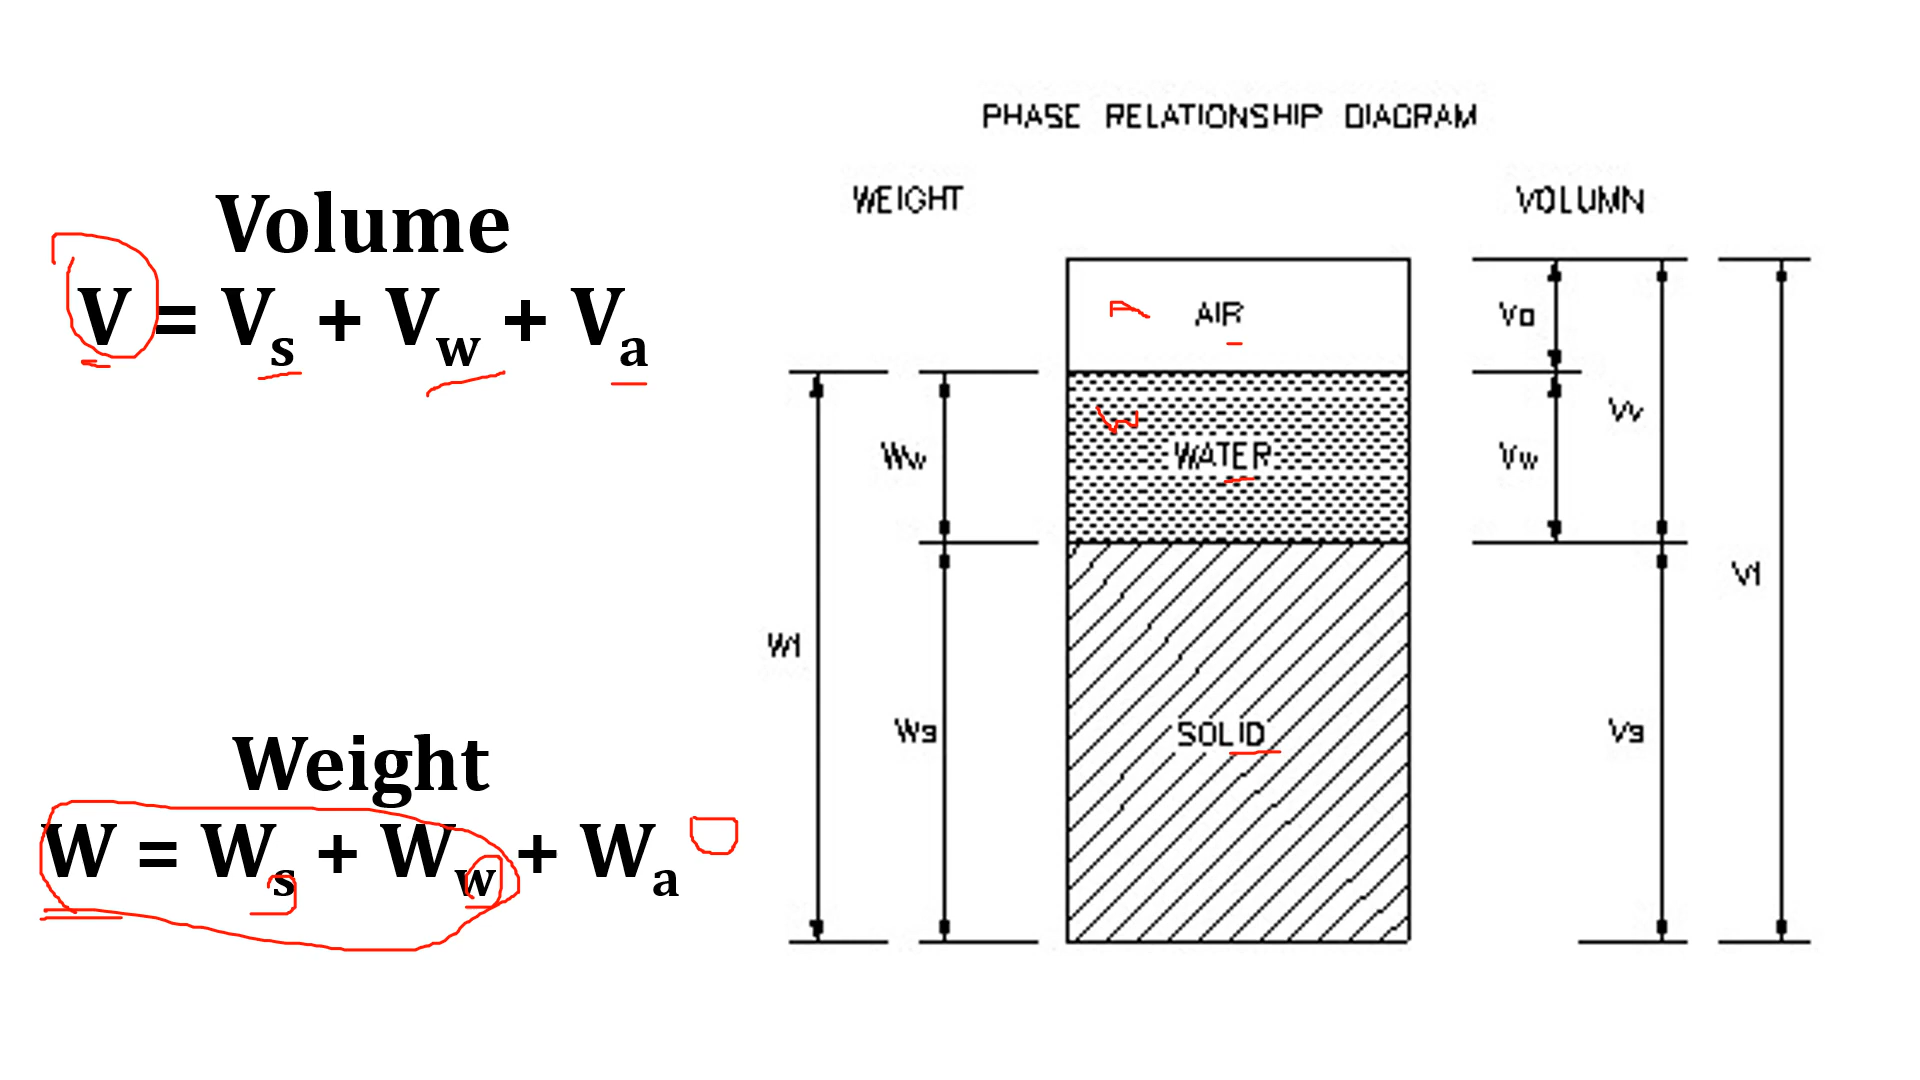 Volume
V = Vs + Vw + Va
Weight
W = Ws + Ww + Wa
PHASE RELATIONSHIP DIAGRAM
WEIGHT
VOLUMN
AIR
Va
WATER
Ww
Vw
Vv
Wt
Vt
SOLID
Ws
Vs